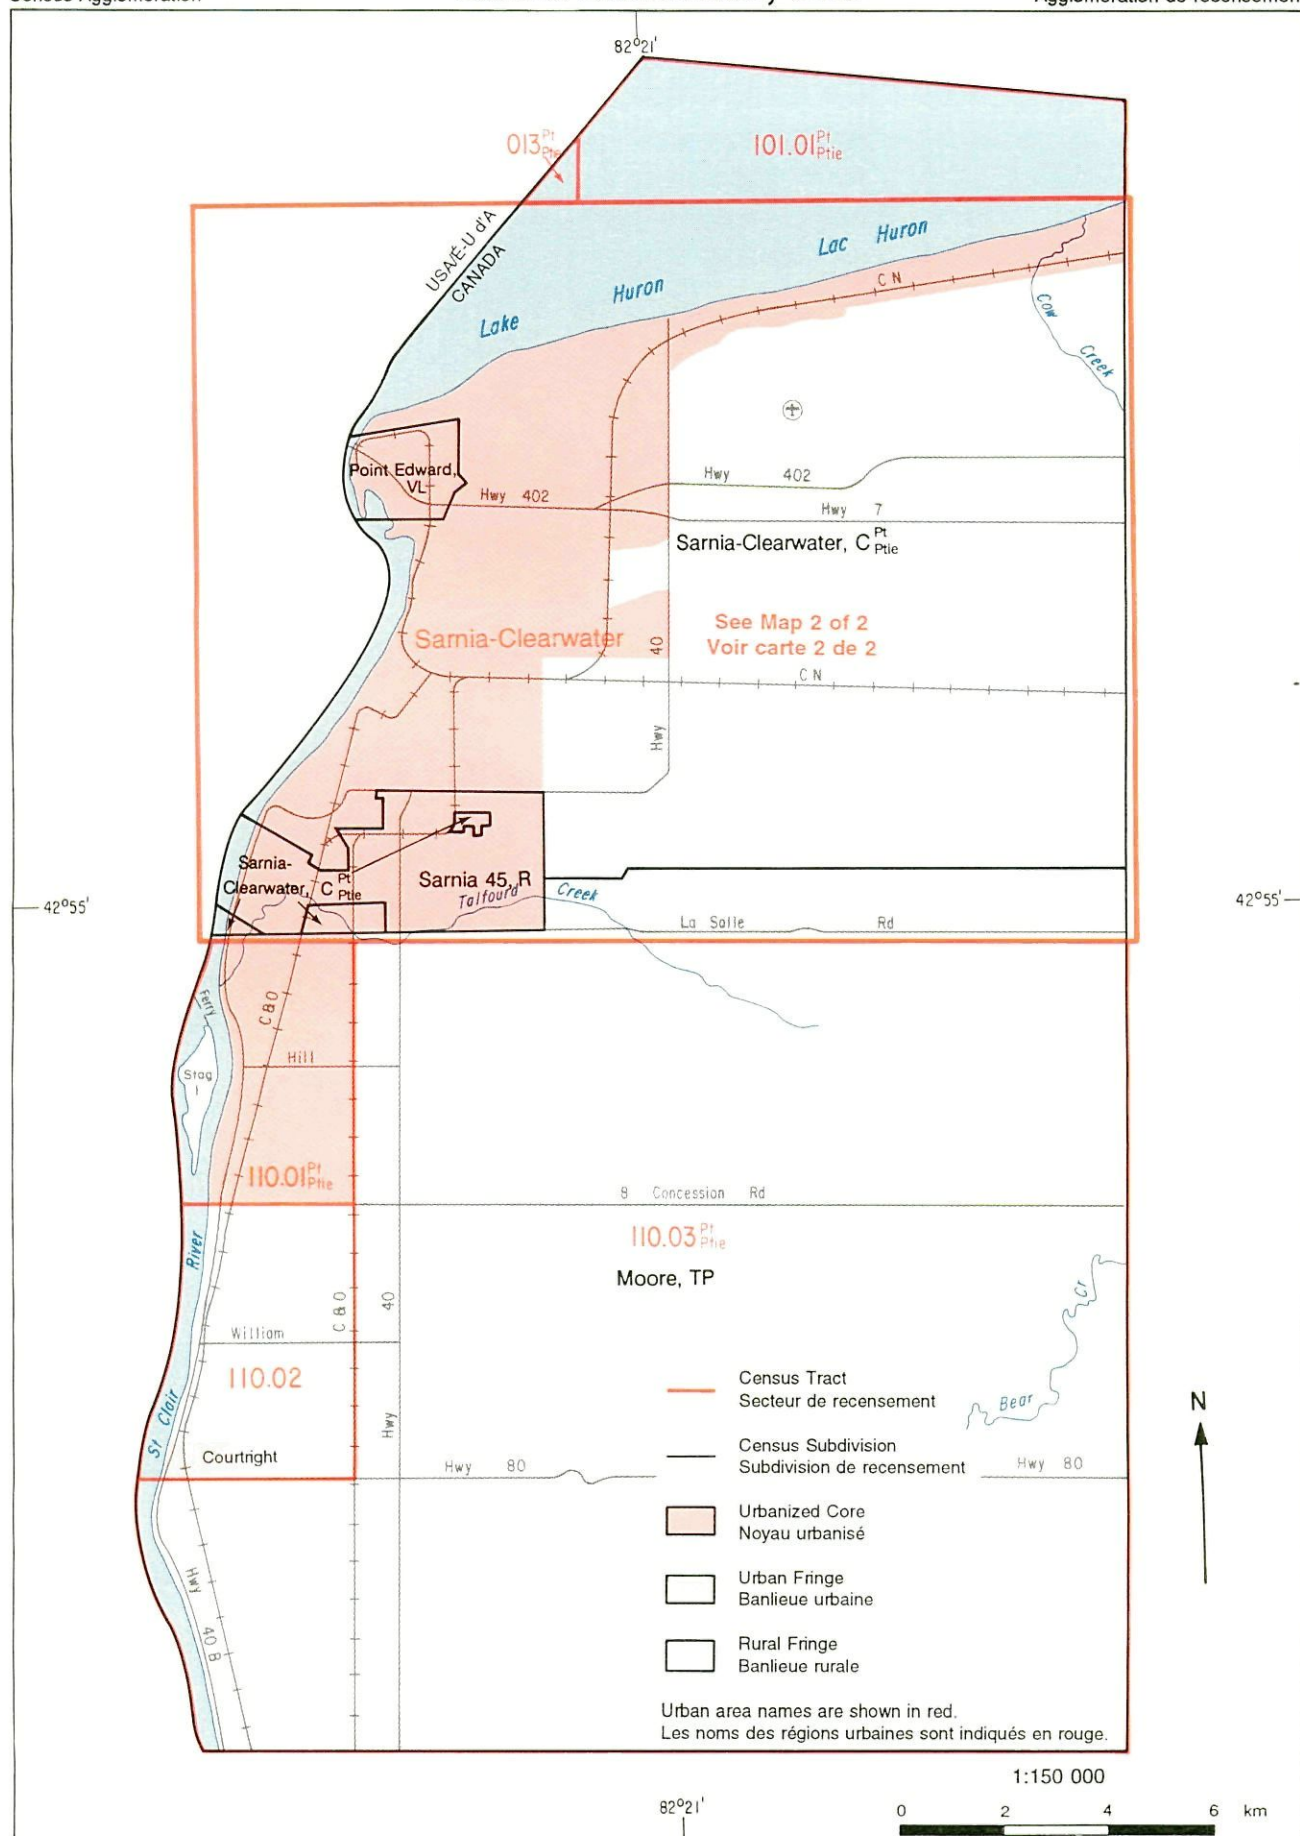 82°21'
013 Pt Ptie
101.01 Pt Ptie
USA/É-U d'A
CANADA
Lake Huron
Lac Huron
C N
Cow Creek
Point Edward, VL
Hwy 402
Hwy 402
Hwy 7
Sarnia-Clearwater, C Pt Ptie
Sarnia-Clearwater
See Map 2 of 2
Voir carte 2 de 2
40
Hwy
C N
Sarnia-
Clearwater, C Pt Ptie
Sarnia 45, R
Talfourd Creek
42°55'
42°55'
La Salle Rd
Ferry
C & O
Stag I
Hill
110.01 Pt Ptie
8 Concession Rd
110.03 Pt Ptie
Moore, TP
St Clair River
C & O
40
Hwy
William
110.02
Courtright
Hwy 80
Hwy 80
Bear Cr
Hwy 40 B
Census Tract
Secteur de recensement
Census Subdivision
Subdivision de recensement
Urbanized Core
Noyau urbanisé
Urban Fringe
Banlieue urbaine
Rural Fringe
Banlieue rurale
N
Urban area names are shown in red.
Les noms des régions urbaines sont indiqués en rouge.
1:150 000
82°21'
0 2 4 6 km